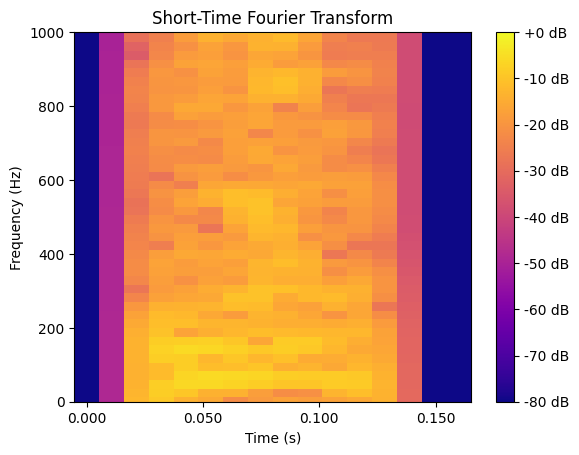 Short-Time Fourier Transform
1000
800
600
400
200
0
Frequency (Hz)
0.000
0.050
0.100
0.150
Time (s)
+0 dB
-10 dB
-20 dB
-30 dB
-40 dB
-50 dB
-60 dB
-70 dB
-80 dB